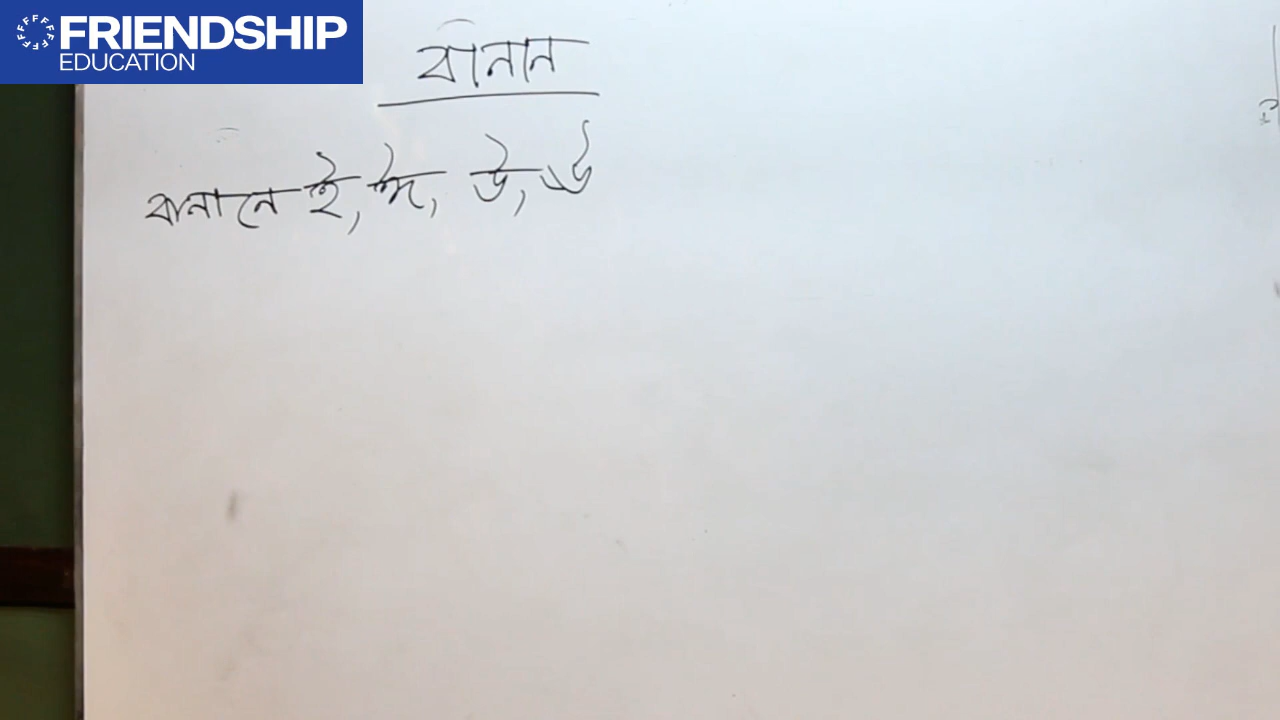 FRIENDSHIP
EDUCATION
বানান
বানানে ই, ঈ, উ, ঊ